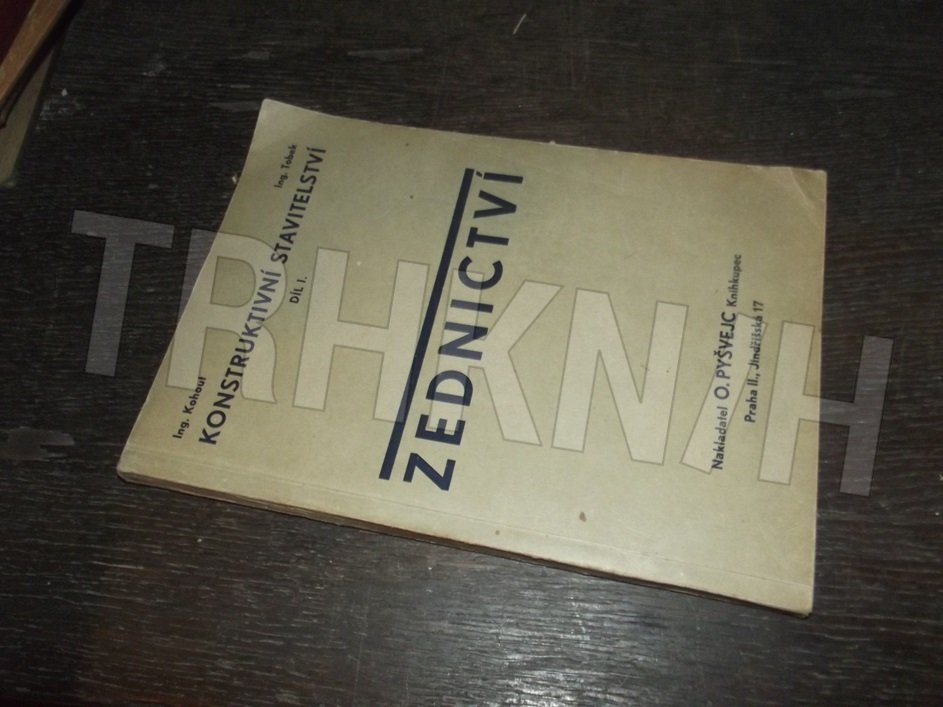 Ing. Kohout Ing. Tobek
KONSTRUKTIVNÍ STAVITELSTVÍ
DÍL I.
ZEDNICTVÍ
Nakladatel O. PYŠVEJC Knihkupec
Praha II., Jindřišská 17
TRHKNIH